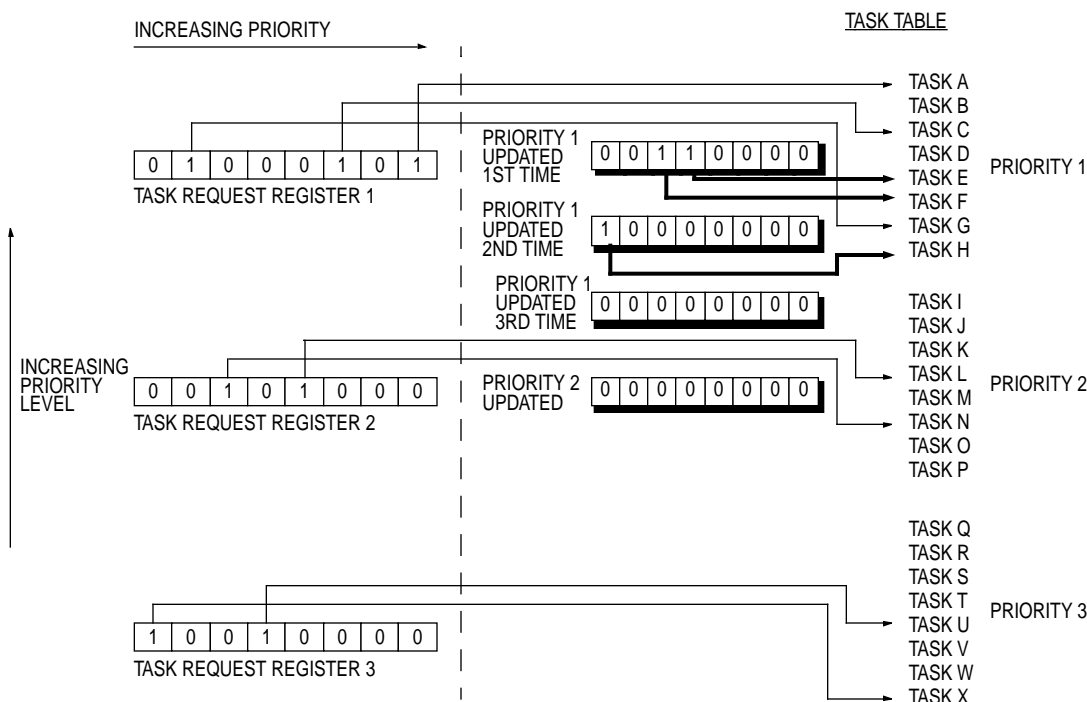 INCREASING PRIORITY
TASK TABLE
TASK A
TASK B
TASK C
TASK D
TASK E
TASK F
TASK G
TASK H
PRIORITY 1
0 1 0 0 0 1 0 1
TASK REQUEST REGISTER 1
PRIORITY 1
UPDATED
1ST TIME
0 0 1 1 0 0 0 0
PRIORITY 1
UPDATED
2ND TIME
1 0 0 0 0 0 0 0
PRIORITY 1
UPDATED
3RD TIME
0 0 0 0 0 0 0 0
INCREASING
PRIORITY
LEVEL
0 0 1 0 1 0 0 0
TASK REQUEST REGISTER 2
PRIORITY 2
UPDATED
0 0 0 0 0 0 0 0
TASK I
TASK J
TASK K
TASK L
TASK M
TASK N
TASK O
TASK P
PRIORITY 2
1 0 0 1 0 0 0 0
TASK REQUEST REGISTER 3
TASK Q
TASK R
TASK S
TASK T
TASK U
TASK V
TASK W
TASK X
PRIORITY 3